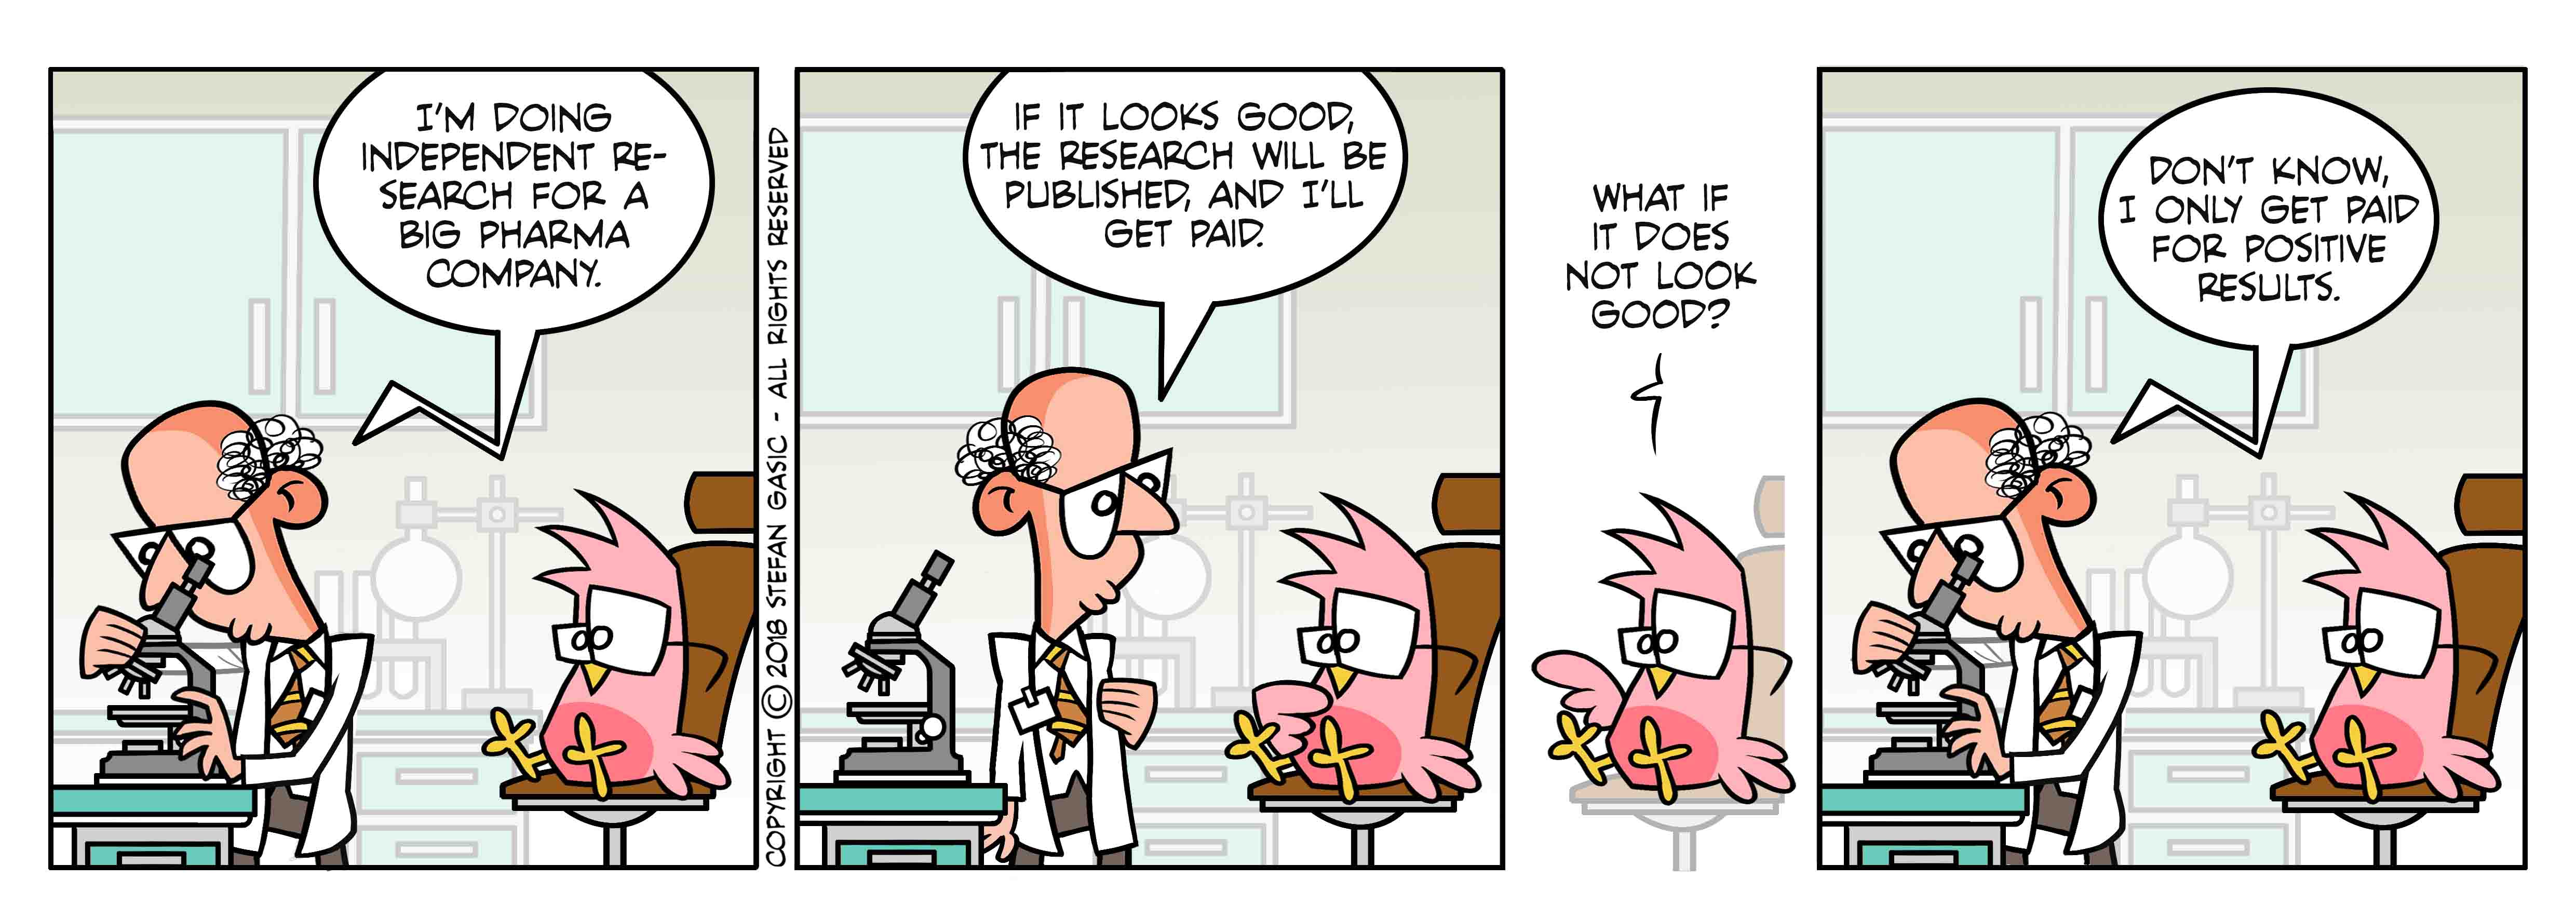 I'M DOING
INDEPENDENT RE-
SEARCH FOR A
BIG PHARMA
COMPANY.
COPYRIGHT © 2018 STEFAN GASIC - ALL RIGHTS RESERVED
IF IT LOOKS GOOD,
THE RESEARCH WILL BE
PUBLISHED, AND I'LL
GET PAID.
WHAT IF
IT DOES
NOT LOOK
GOOD?
DON'T KNOW,
I ONLY GET PAID
FOR POSITIVE
RESULTS.